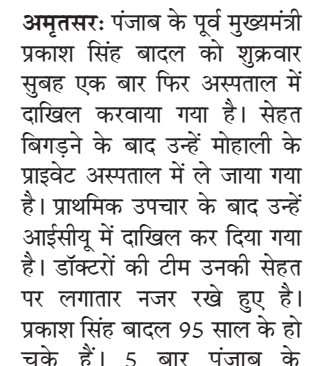 अमृतसरः पंजाब के पूर्व मुख्यमंत्री
प्रकाश सिंह बादल को शुक्रवार
सुबह एक बार फिर अस्पताल में
दाखिल करवाया गया है। सेहत
बिगड़ने के बाद उन्हें मोहाली के
प्राइवेट अस्पताल में ले जाया गया
है। प्राथमिक उपचार के बाद उन्हें
आईसीयू में दाखिल कर दिया गया
है। डॉक्टरों की टीम उनकी सेहत
पर लगातार नजर रखे हुए है।
प्रकाश सिंह बादल 95 साल के हो
चुके हैं। 5 बार पंजाब के